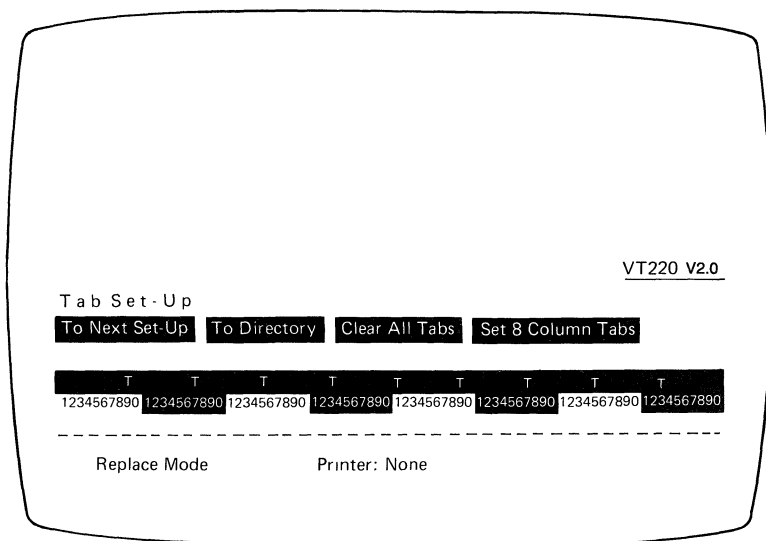 VT220 V2.0
Tab Set-Up
To Next Set-Up To Directory Clear All Tabs Set 8 Column Tabs
T T T T T T T T T
1234567890 1234567890 1234567890 1234567890 1234567890 1234567890 1234567890 1234567890
Replace Mode Printer: None